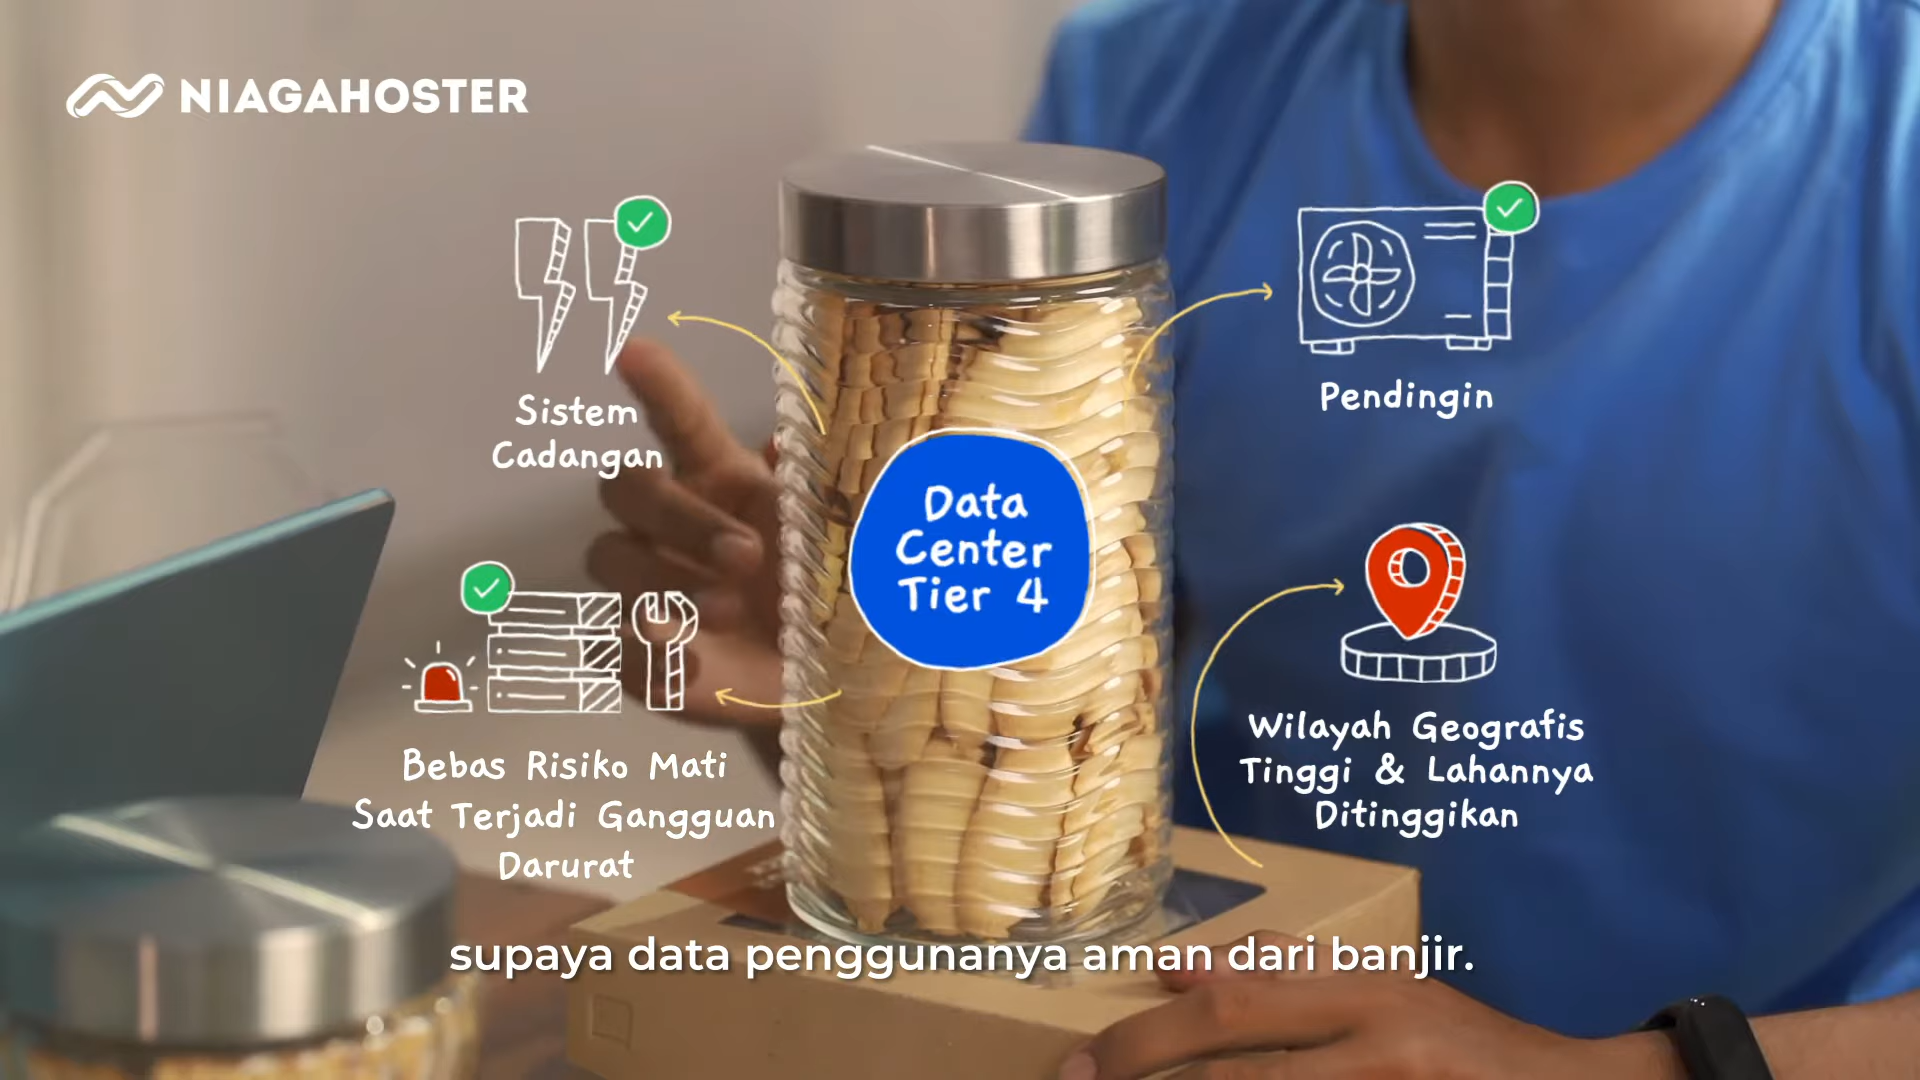 NIAGAHOSTER
Sistem
Cadangan
Pendingin
Data
Center
Tier 4
Bebas Risiko Mati
Saat Terjadi Gangguan
Darurat
Wilayah Geografis
Tinggi & Lahannya
Ditinggikan
supaya data penggunanya aman dari banjir.